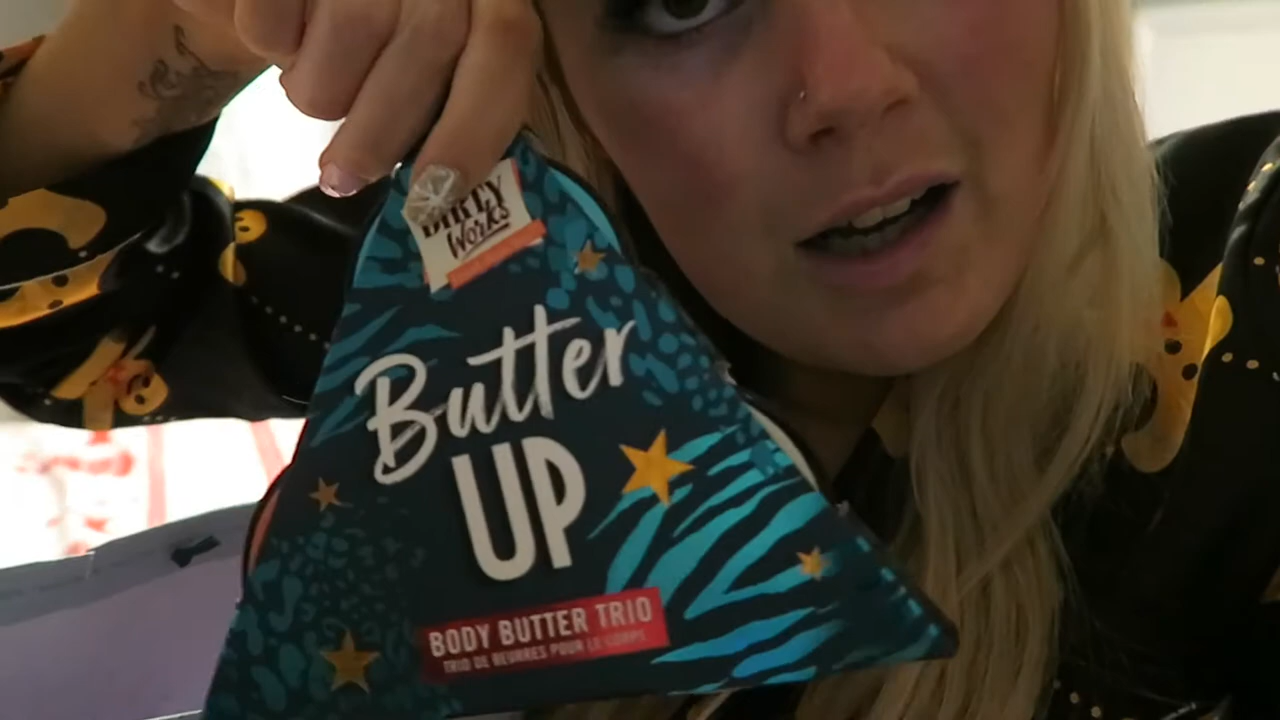 DIRTY
Works
Butter
UP
BODY BUTTER TRIO
TRIO DE BEURRES POUR LE CORPS